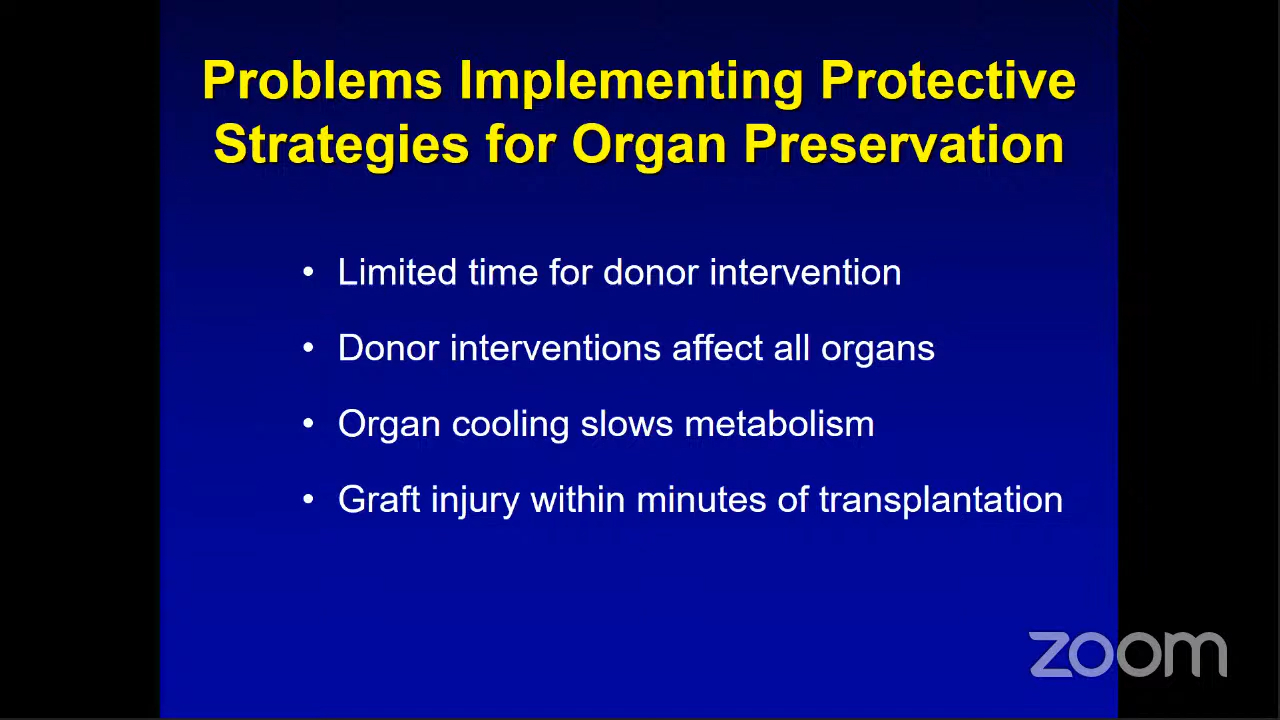 Problems Implementing Protective
Strategies for Organ Preservation
• Limited time for donor intervention
• Donor interventions affect all organs
• Organ cooling slows metabolism
• Graft injury within minutes of transplantation
zoom